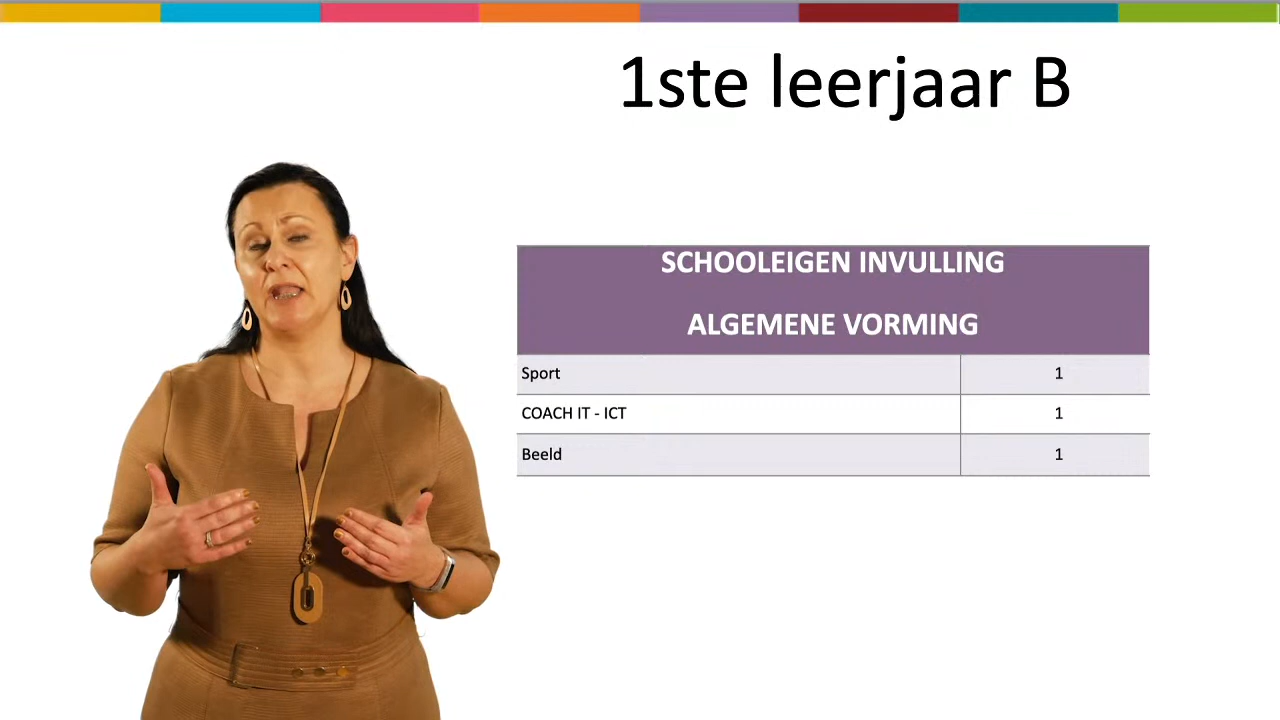 1ste leerjaar B
SCHOOLEIGEN INVULLING
ALGEMENE VORMING
Sport 1
COACH IT - ICT 1
Beeld 1